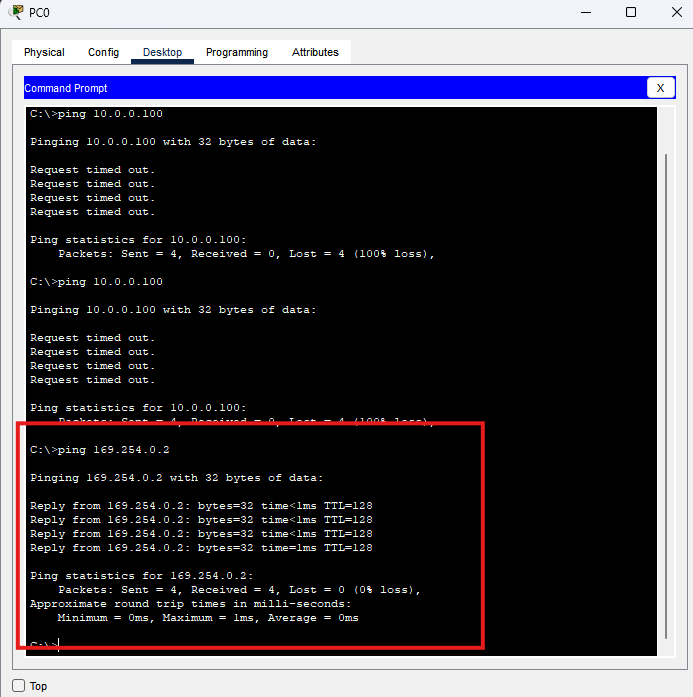 PC0
Physical Config Desktop Programming Attributes
Command Prompt X
C:\>ping 10.0.0.100
Pinging 10.0.0.100 with 32 bytes of data:
Request timed out.
Request timed out.
Request timed out.
Request timed out.
Ping statistics for 10.0.0.100:
Packets: Sent = 4, Received = 0, Lost = 4 (100% loss),
C:\>ping 10.0.0.100
Pinging 10.0.0.100 with 32 bytes of data:
Request timed out.
Request timed out.
Request timed out.
Request timed out.
Ping statistics for 10.0.0.100:
Packets: Sent = 4, Received = 0, Lost = 4 (100% loss),
C:\>ping 169.254.0.2
Pinging 169.254.0.2 with 32 bytes of data:
Reply from 169.254.0.2: bytes=32 time<1ms TTL=128
Reply from 169.254.0.2: bytes=32 time<1ms TTL=128
Reply from 169.254.0.2: bytes=32 time<1ms TTL=128
Reply from 169.254.0.2: bytes=32 time=1ms TTL=128
Ping statistics for 169.254.0.2:
Packets: Sent = 4, Received = 4, Lost = 0 (0% loss),
Approximate round trip times in milli-seconds:
Minimum = 0ms, Maximum = 1ms, Average = 0ms
C:\>
Top